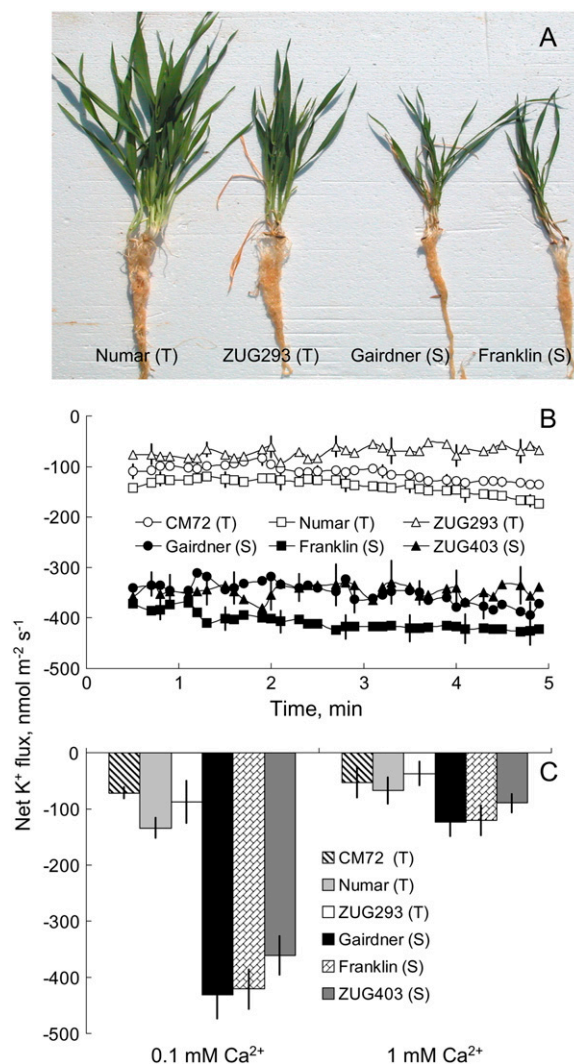 A
Numar (T) ZUG293 (T) Gairdner (S) Franklin (S)
0
B
-100
-200
CM72 (T) Numar (T) ZUG293 (T)
-300
Gairdner (S) Franklin (S) ZUG403 (S)
-400
-500
0 1 2 3 4 5
Time, min
Net K⁺ flux, nmol m⁻² s⁻¹
0
C
-100
-200
CM72 (T)
Numar (T)
-300
ZUG293 (T)
Gairdner (S)
-400
Franklin (S)
ZUG403 (S)
-500
0.1 mM Ca²⁺ 1 mM Ca²⁺